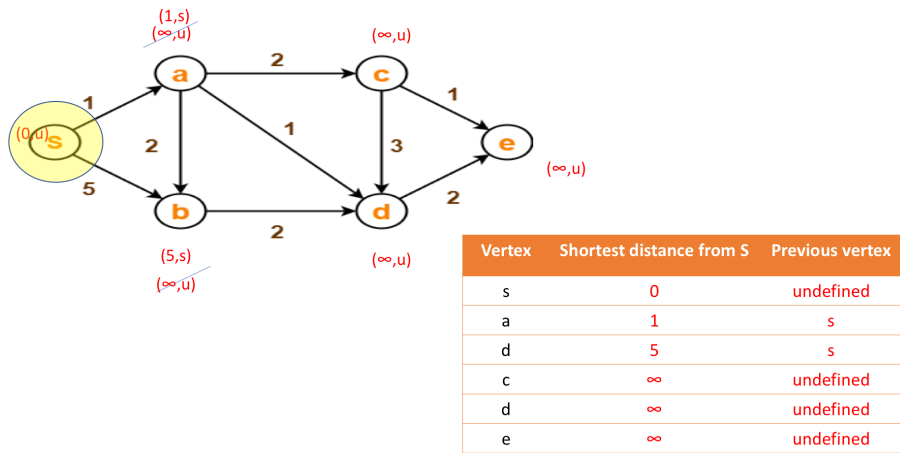 (1,s)
(∞,u)
(∞,u)
2
a
c
1
1
1
(0,u)
s
2
3
e
5
2
(∞,u)
b
d
2
(5,s)
(∞,u)
(∞,u)
Vertex Shortest distance from S Previous vertex
s 0 undefined
a 1 s
d 5 s
c ∞ undefined
d ∞ undefined
e ∞ undefined